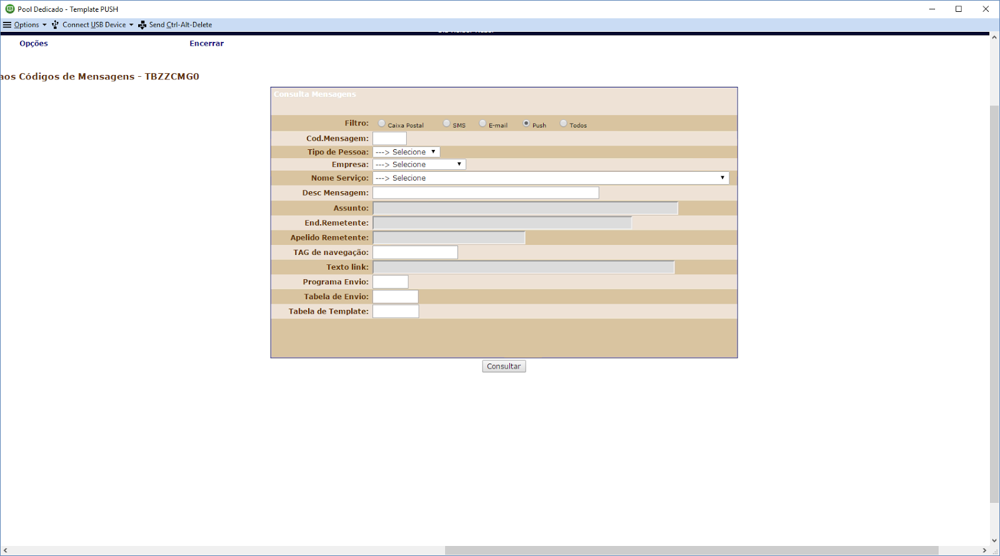 Pool Dedicado - Template PUSH
Options Connect USB Device Send Ctrl-Alt-Delete
Opções Encerrar
aos Códigos de Mensagens - TBZZCMG0
Consulta Mensagens
Filtro: Caixa Postal SMS E-mail Push Todos
Cod.Mensagem:
Tipo de Pessoa: ---> Selecione
Empresa: ---> Selecione
Nome Serviço: ---> Selecione
Desc Mensagem:
Assunto:
End.Remetente:
Apelido Remetente:
TAG de navegação:
Texto link:
Programa Envio:
Tabela de Envio:
Tabela de Template:
Consultar